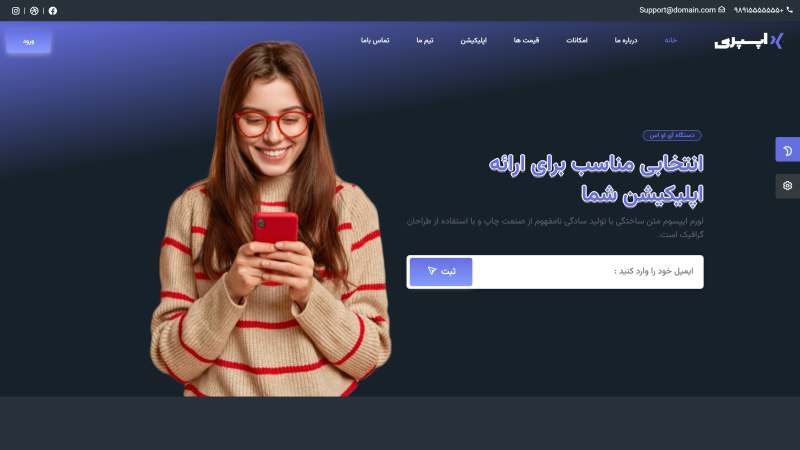 +۹۸۹۱۵۵۵۵۵۵۵
Support@domain.com
اپـــپری
خانه
درباره ما
امکانات
قیمت ها
اپلیکیشن
تیم ما
تماس باما
ورود
دستگاه آی او اس
انتخابی مناسب برای ارائه
اپلیکیشن شما
لورم ایپسوم متن ساختگی با تولید سادگی نامفهوم از صنعت چاپ و با استفاده از طراحان
گرافیک است.
ایمیل خود را وارد کنید :
ثبت